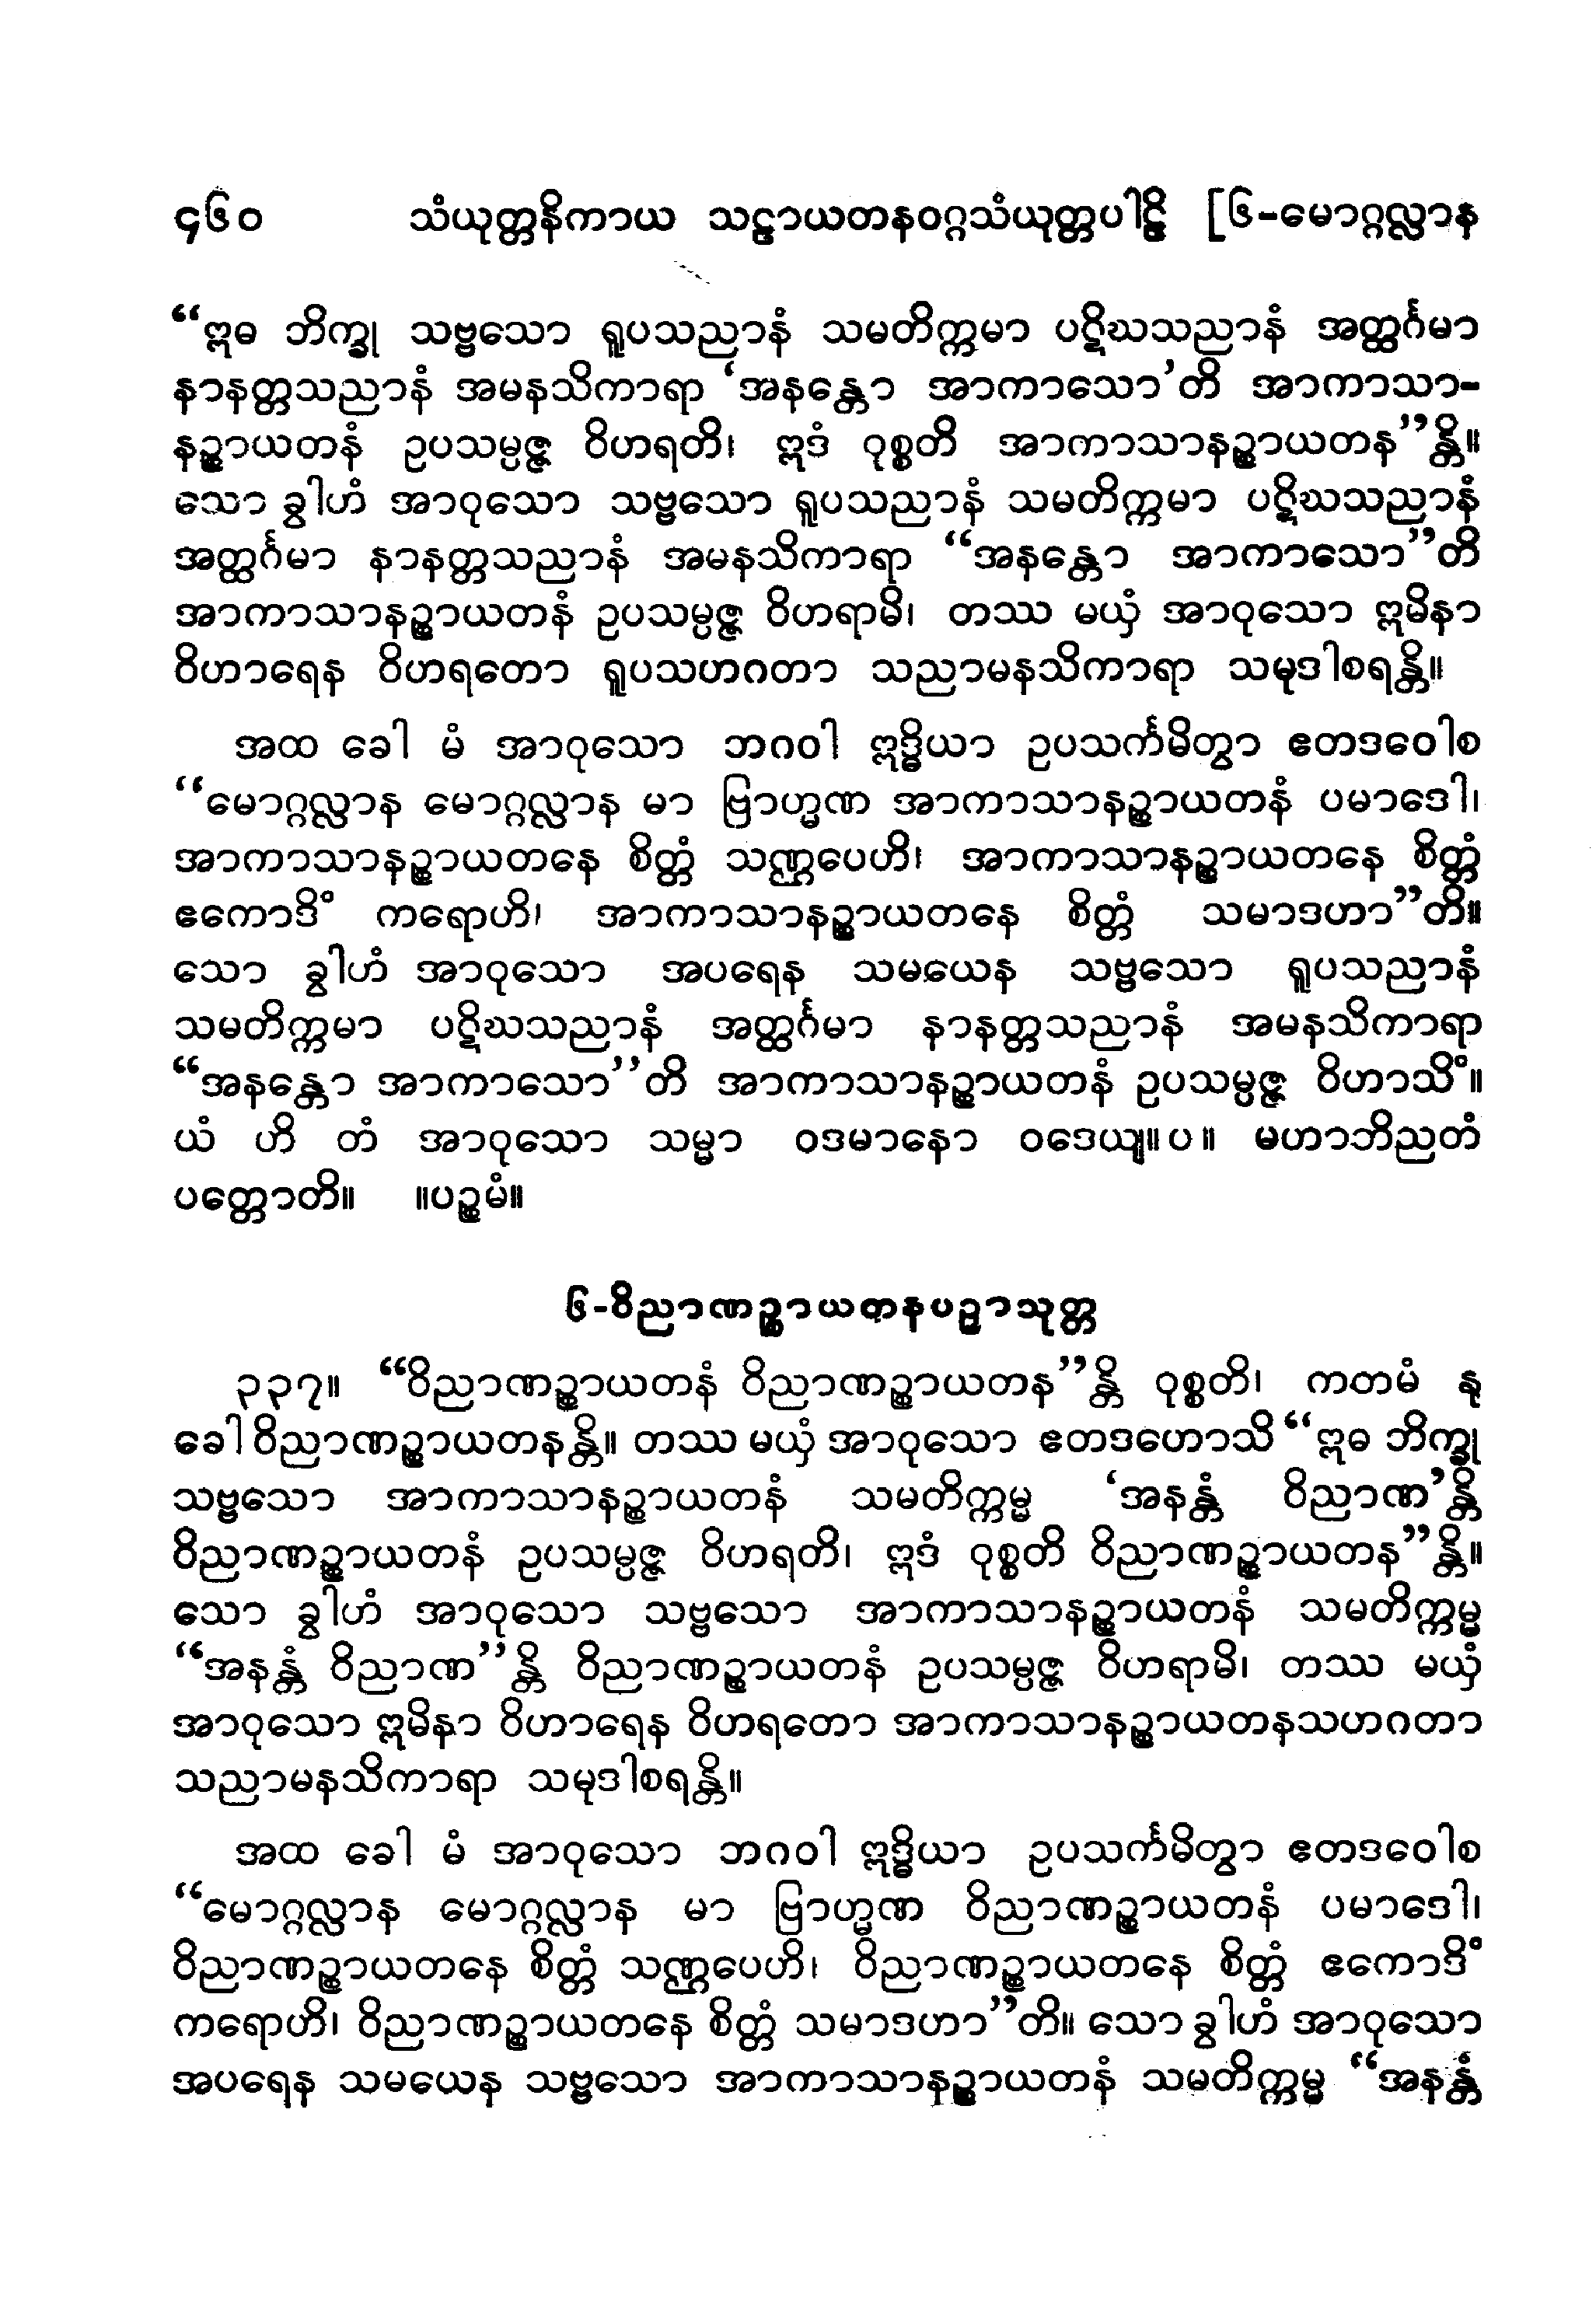 ၄၆၀ သံယုတ္တနိကာယ သဠာယတနဝဂ္ဂသံယုတ္တပါဠိ [၆-မောဂ္ဂလ္လာန
“ဣဓ ဘိက္ခု သဗ္ဗသော ရူပသညာနံ သမတိက္ကမာ ပဋိဃသညာနံ အတ္ထင်္ဂမာ
နာနတ္တသညာနံ အမနသိကာရာ ‘အနန္တော အာကာသော’တိ အာကာသာ-
နဉ္စာယတနံ ဥပသမ္ပဇ္ဇ ဝိဟရတိ၊ ဣဒံ ဝုစ္စတိ အာကာသာနဉ္စာယတန”န္တိ။
သော ခွါဟံ အာဝုသော သဗ္ဗသော ရူပသညာနံ သမတိက္ကမာ ပဋိဃသညာနံ
အတ္ထင်္ဂမာ နာနတ္တသညာနံ အမနသိကာရာ “အနန္တော အာကာသော”တိ
အာကာသာနဉ္စာယတနံ ဥပသမ္ပဇ္ဇ ဝိဟရာမိ၊ တဿ မယှံ အာဝုသော ဣမိနာ
ဝိဟာရေန ဝိဟရတော ရူပသဟဂတာ သညာမနသိကာရာ သမုဒါစရန္တိ။
အထ ခေါ မံ အာဝုသော ဘဂဝါ ဣဒ္ဓိယာ ဥပသင်္ကမိတွာ ဧတဒဝေါစ
“မောဂ္ဂလ္လာန မောဂ္ဂလ္လာန မာ ဗြာဟ္မဏ အာကာသာနဉ္စာယတနံ ပမာဒေါ၊
အာကာသာနဉ္စာယတနေ စိတ္တံ သဏ္ဌပေဟိ၊ အာကာသာနဉ္စာယတနေ စိတ္တံ
ဧကောဒိံ ကရောဟိ၊ အာကာသာနဉ္စာယတနေ စိတ္တံ သမာဒဟာ”တိ။
သော ခွါဟံ အာဝုသော အပရေန သမယေန သဗ္ဗသော ရူပသညာနံ
သမတိက္ကမာ ပဋိဃသညာနံ အတ္ထင်္ဂမာ နာနတ္တသညာနံ အမနသိကာရာ
“အနန္တော အာကာသော”တိ အာကာသာနဉ္စာယတနံ ဥပသမ္ပဇ္ဇ ဝိဟာသိံ။
ယံ ဟိ တံ အာဝုသော သမ္မာ ဝဒမာနော ဝဒေယျ။ပ။ မဟာဘိညတံ
ပတ္တောတိ။ ။ပဉ္စမံ။
၆-ဝိညာဏဉ္စာယတနပဉှာသုတ္တ
၃၃၇။ “ဝိညာဏဉ္စာယတနံ ဝိညာဏဉ္စာယတန”န္တိ ဝုစ္စတိ၊ ကတမံ နု
ခေါ ဝိညာဏဉ္စာယတနန္တိ။ တဿ မယှံ အာဝုသော ဧတဒဟောသိ “ဣဓ ဘိက္ခု
သဗ္ဗသော အာကာသာနဉ္စာယတနံ သမတိက္ကမ္မ ‘အနန္တံ ဝိညာဏ’န္တိ
ဝိညာဏဉ္စာယတနံ ဥပသမ္ပဇ္ဇ ဝိဟရတိ၊ ဣဒံ ဝုစ္စတိ ဝိညာဏဉ္စာယတန”န္တိ။
သော ခွါဟံ အာဝုသော သဗ္ဗသော အာကာသာနဉ္စာယတနံ သမတိက္ကမ္မ
“အနန္တံ ဝိညာဏ”န္တိ ဝိညာဏဉ္စာယတနံ ဥပသမ္ပဇ္ဇ ဝိဟရာမိ၊ တဿ မယှံ
အာဝုသော ဣမိနာ ဝိဟာရေန ဝိဟရတော အာကာသာနဉ္စာယတနသဟဂတာ
သညာမနသိကာရာ သမုဒါစရန္တိ။
အထ ခေါ မံ အာဝုသော ဘဂဝါ ဣဒ္ဓိယာ ဥပသင်္ကမိတွာ ဧတဒဝေါစ
“မောဂ္ဂလ္လာန မောဂ္ဂလ္လာန မာ ဗြာဟ္မဏ ဝိညာဏဉ္စာယတနံ ပမာဒေါ၊
ဝိညာဏဉ္စာယတနေ စိတ္တံ သဏ္ဌပေဟိ၊ ဝိညာဏဉ္စာယတနေ စိတ္တံ ဧကောဒိံ
ကရောဟိ၊ ဝိညာဏဉ္စာယတနေ စိတ္တံ သမာဒဟာ”တိ။ သော ခွါဟံ အာဝုသော
အပရေန သမယေန သဗ္ဗသော အာကာသာနဉ္စာယတနံ သမတိက္ကမ္မ “အနန္တံ